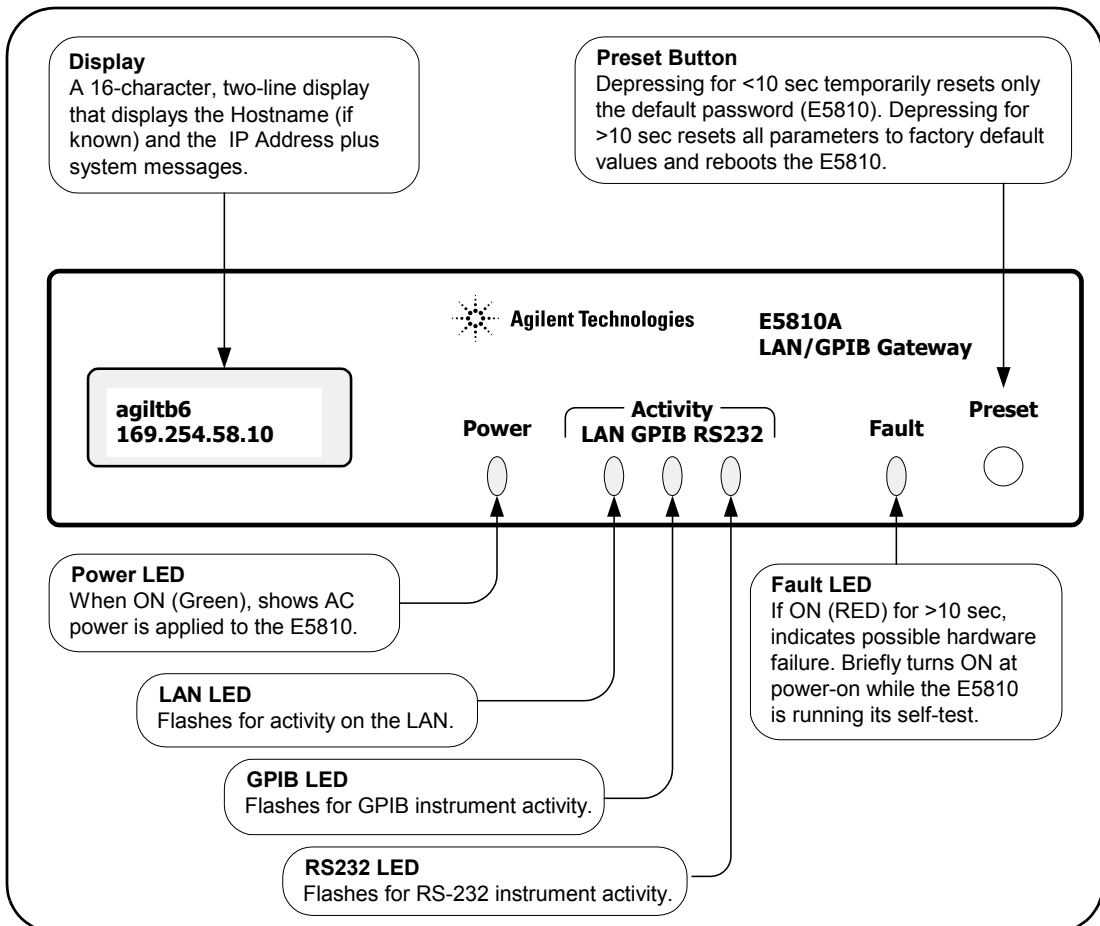 Display
A 16-character, two-line display
that displays the Hostname (if
known) and the IP Address plus
system messages.
Preset Button
Depressing for <10 sec temporarily resets only
the default password (E5810). Depressing for
>10 sec resets all parameters to factory default
values and reboots the E5810.
Agilent Technologies
E5810A
LAN/GPIB Gateway
agiltb6
169.254.58.10
Power
Activity
LAN GPIB RS232
Fault
Preset
Power LED
When ON (Green), shows AC
power is applied to the E5810.
Fault LED
If ON (RED) for >10 sec,
indicates possible hardware
failure. Briefly turns ON at
power-on while the E5810
is running its self-test.
LAN LED
Flashes for activity on the LAN.
GPIB LED
Flashes for GPIB instrument activity.
RS232 LED
Flashes for RS-232 instrument activity.